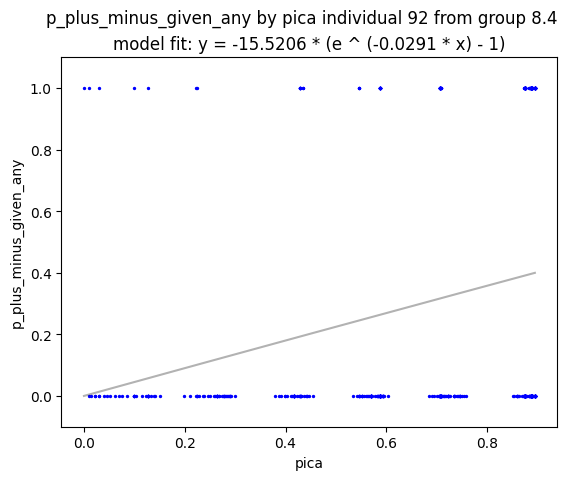 p_plus_minus_given_any by pica individual 92 from group 8.4
model fit: y = -15.5206 * (e ^ (-0.0291 * x) - 1)
1.0
0.8
0.6
0.4
0.2
0.0
p_plus_minus_given_any
0.0 0.2 0.4 0.6 0.8
pica